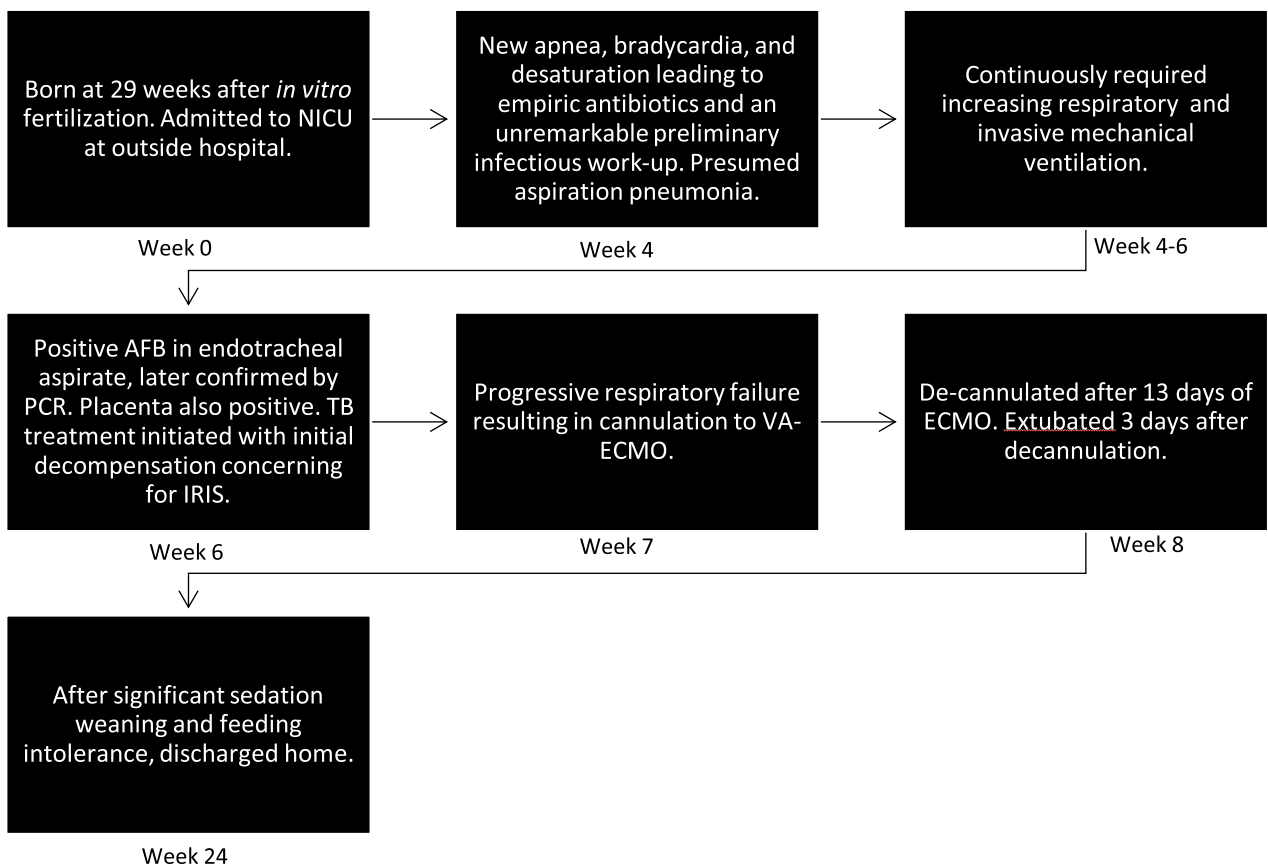 Born at 29 weeks after in vitro
fertilization. Admitted to NICU
at outside hospital.
Week 0
New apnea, bradycardia, and
desaturation leading to
empiric antibiotics and an
unremarkable preliminary
infectious work-up. Presumed
aspiration pneumonia.
Week 4
Continuously required
increasing respiratory and
invasive mechanical
ventilation.
Week 4-6
Positive AFB in endotracheal
aspirate, later confirmed by
PCR. Placenta also positive. TB
treatment initiated with initial
decompensation concerning
for IRIS.
Week 6
Progressive respiratory failure
resulting in cannulation to VA-
ECMO.
Week 7
De-cannulated after 13 days of
ECMO. Extubated 3 days after
decannulation.
Week 8
After significant sedation
weaning and feeding
intolerance, discharged home.
Week 24